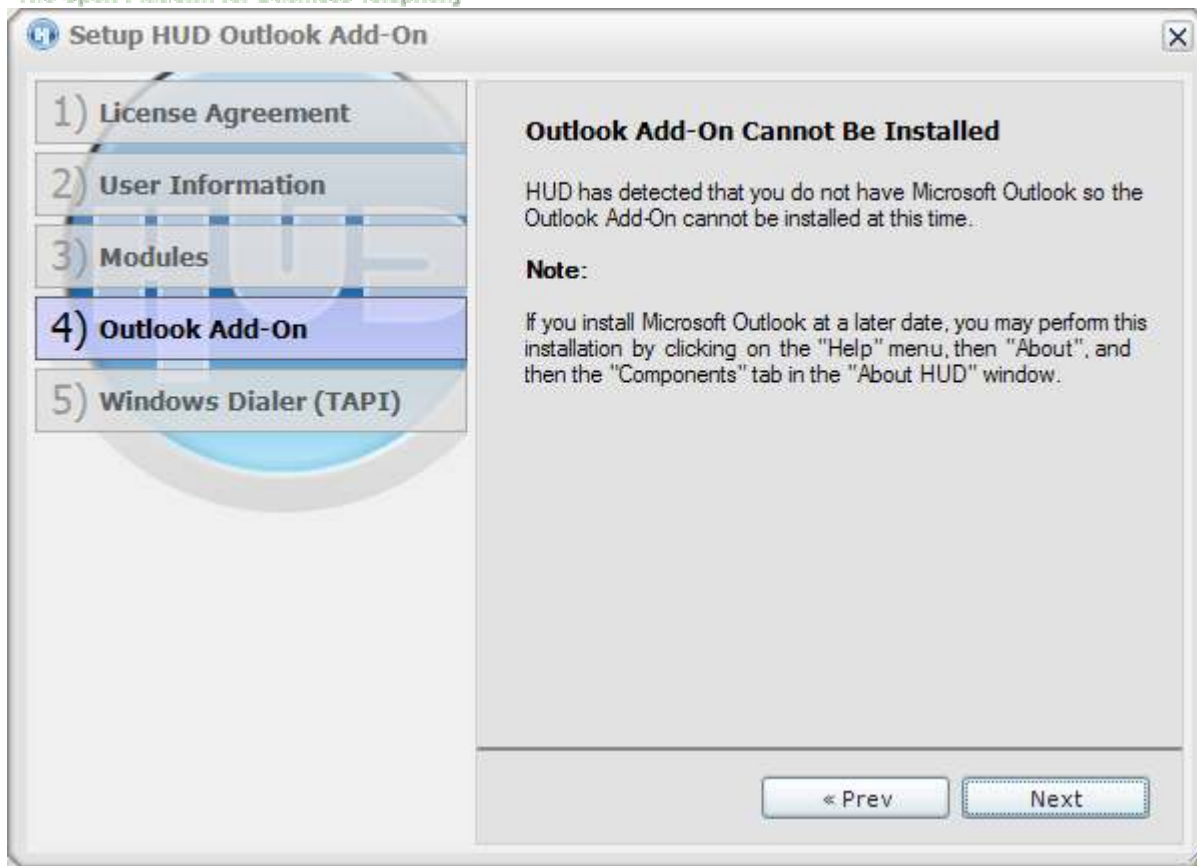 Setup HUD Outlook Add-On
1) License Agreement
2) User Information
3) Modules
4) Outlook Add-On
5) Windows Dialer (TAPI)
Outlook Add-On Cannot Be Installed
HUD has detected that you do not have Microsoft Outlook so the
Outlook Add-On cannot be installed at this time.
Note:
If you install Microsoft Outlook at a later date, you may perform this
installation by clicking on the "Help" menu, then "About", and
then the "Components" tab in the "About HUD" window.
« Prev
Next